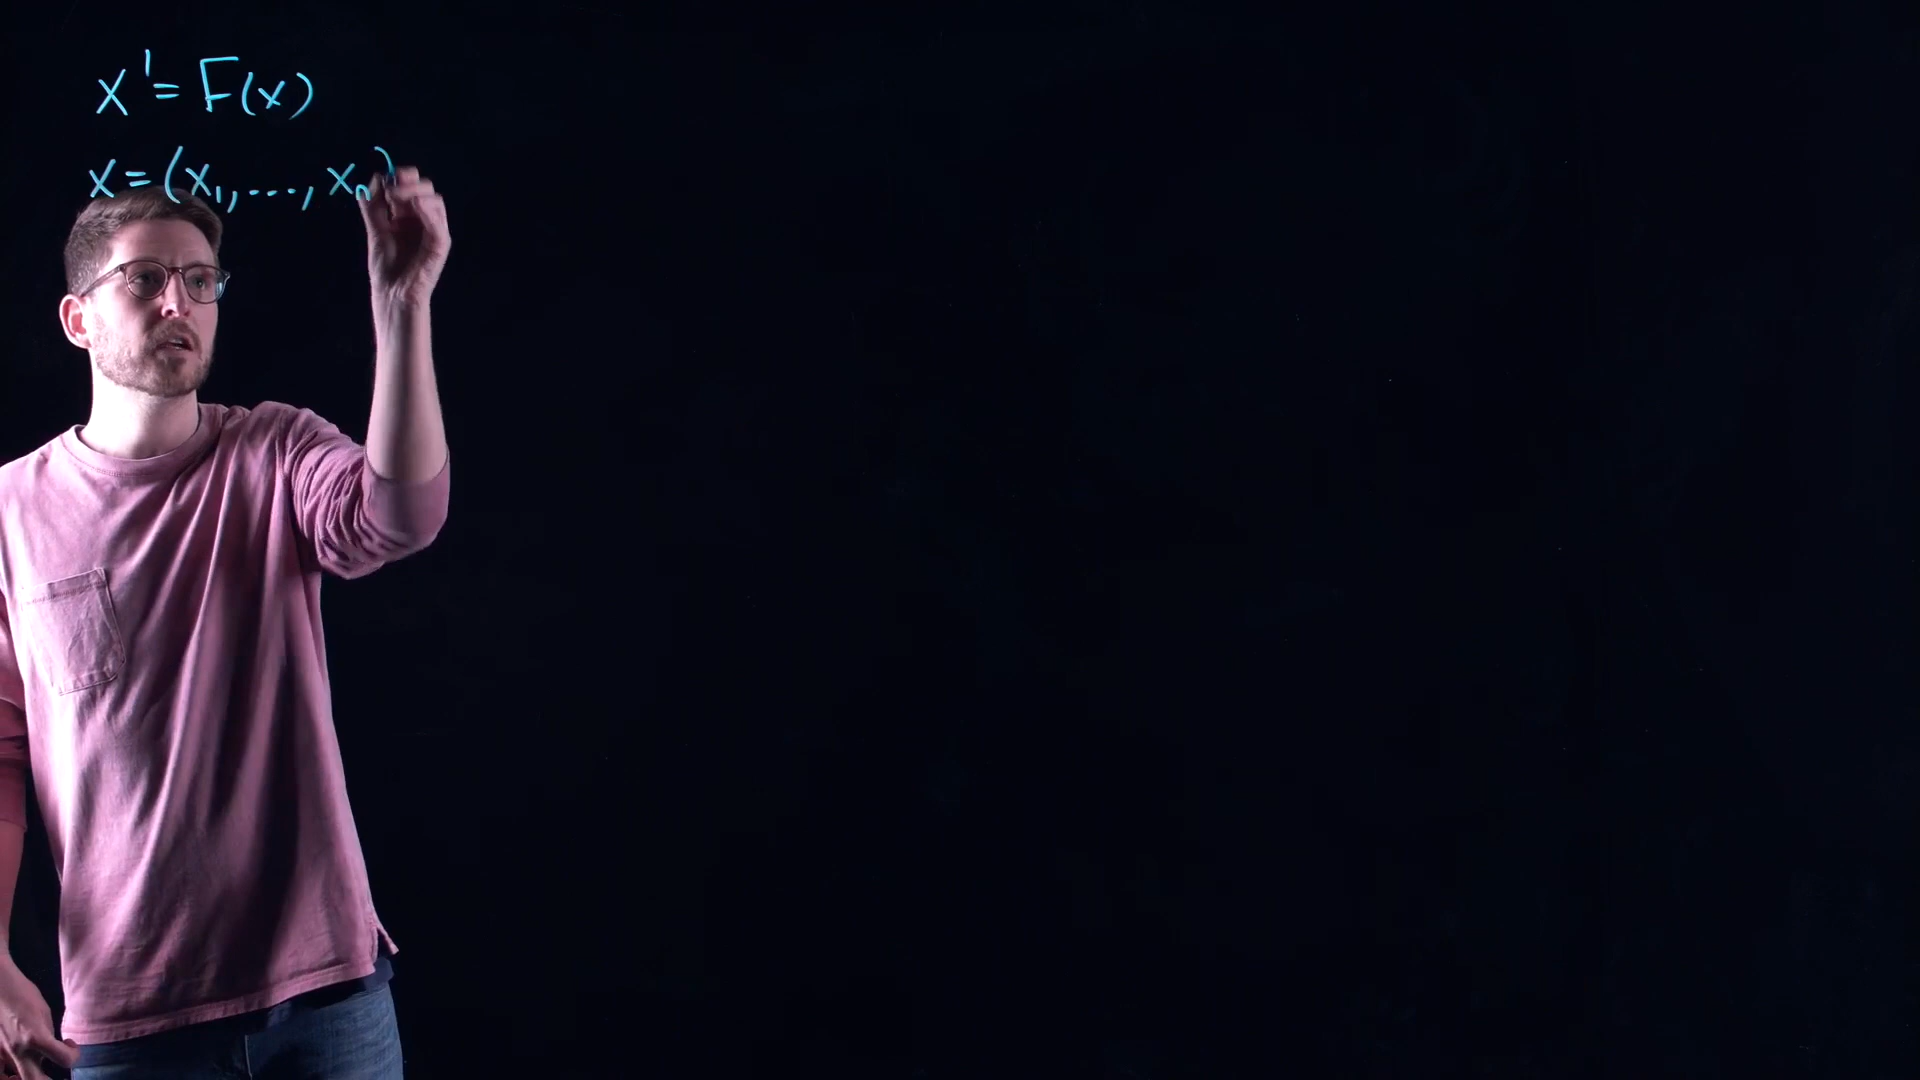 x' = F(x)
x = (x₁, ..., xₙ)